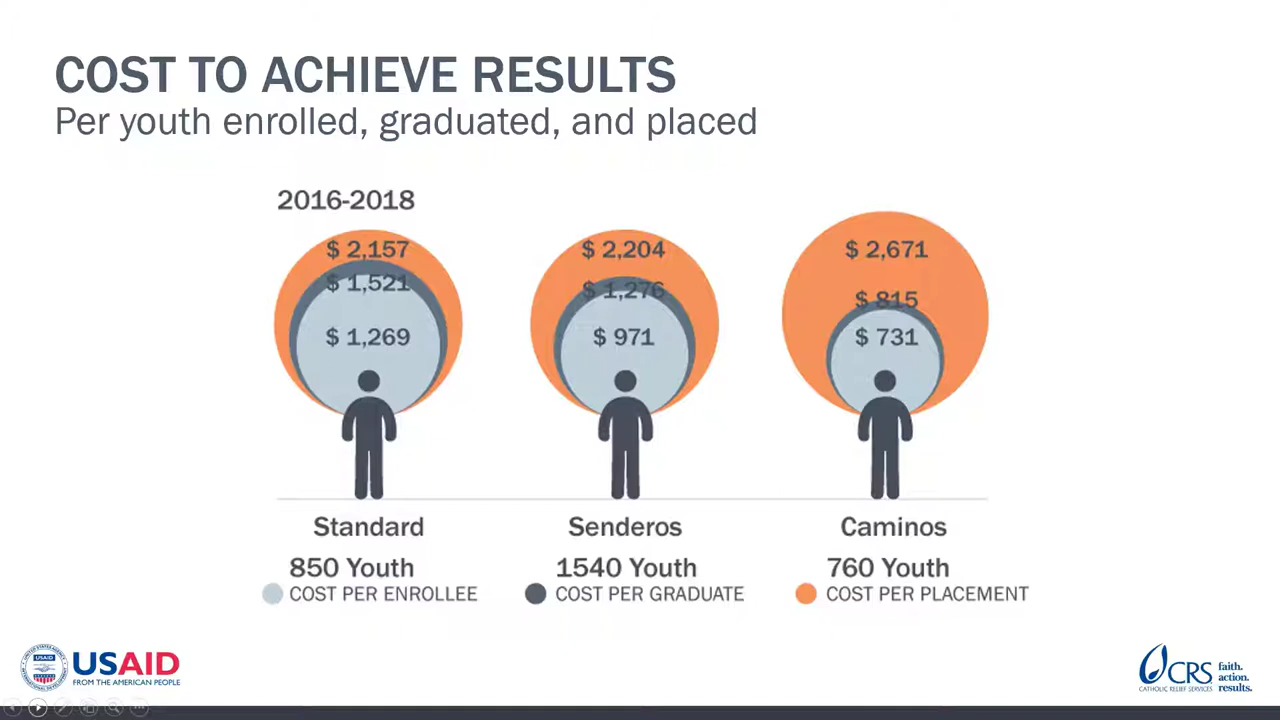 COST TO ACHIEVE RESULTS
Per youth enrolled, graduated, and placed
2016-2018
$ 2,157
$ 1,521
$ 1,269
$ 2,204
$ 1,276
$ 971
$ 2,671
$ 815
$ 731
Standard
Senderos
Caminos
850 Youth
1540 Youth
760 Youth
COST PER ENROLLEE
COST PER GRADUATE
COST PER PLACEMENT
USAID
USAID
FROM THE AMERICAN PEOPLE
CRS
CATHOLIC RELIEF SERVICES
faith.
action.
results.